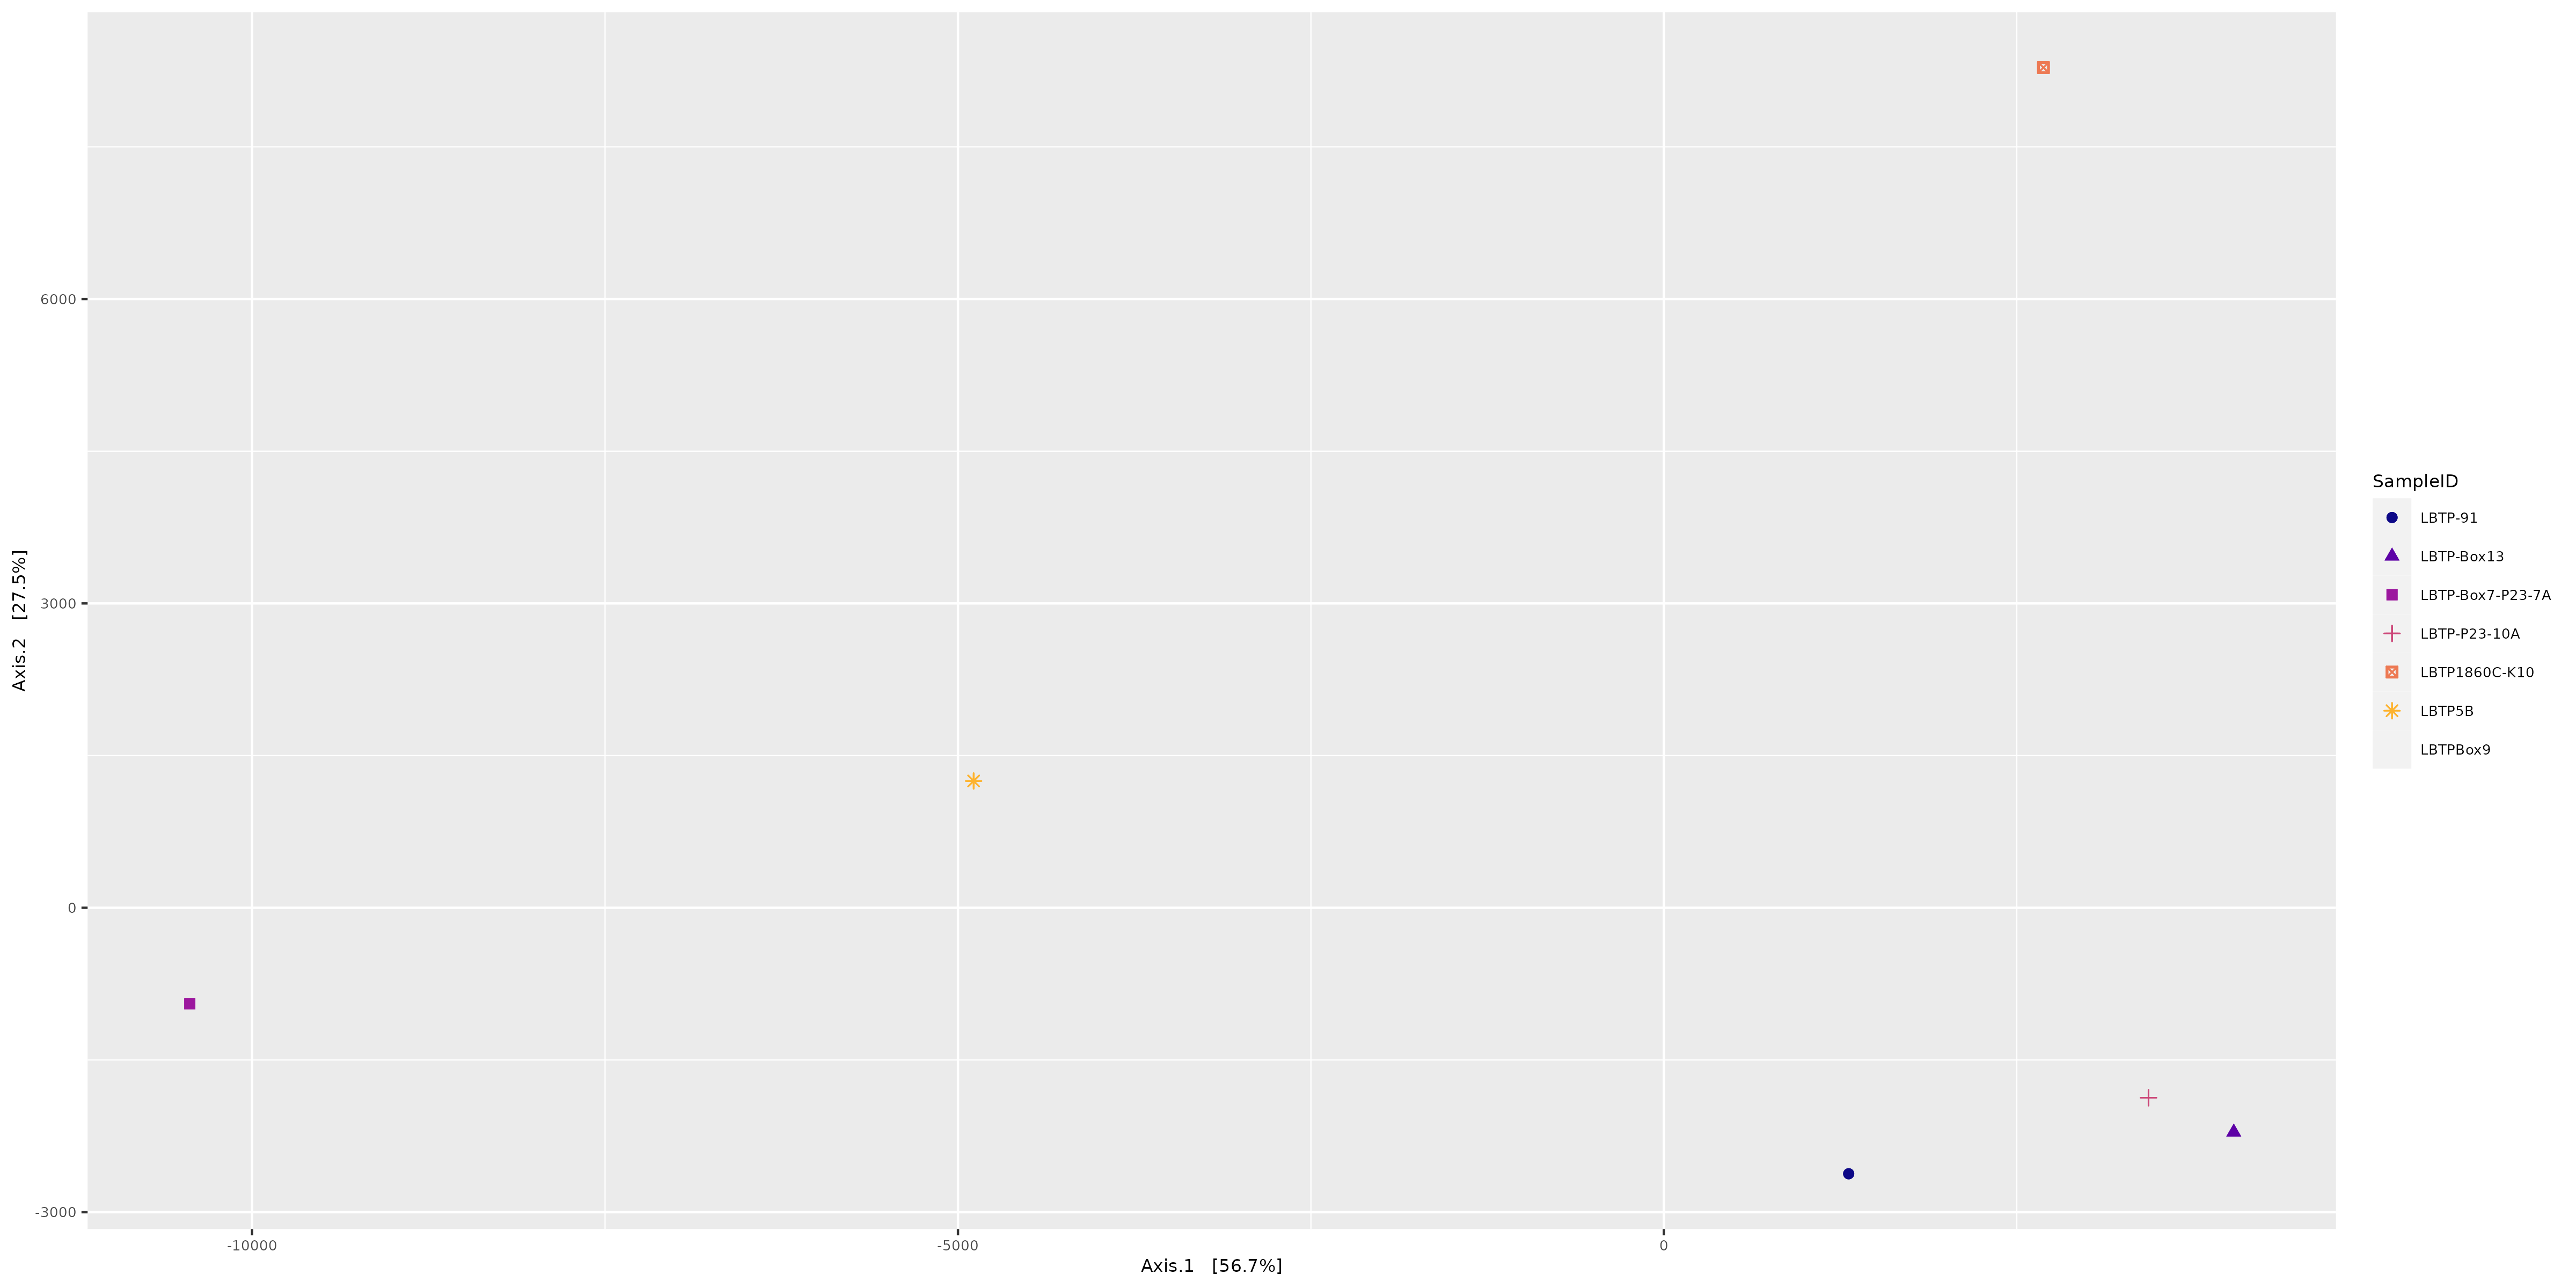 6000
3000
0
-3000
Axis.2 [27.5%]
-10000
-5000
0
Axis.1 [56.7%]
SampleID
LBTP-91
LBTP-Box13
LBTP-Box7-P23-7A
LBTP-P23-10A
LBTP1860C-K10
LBTP5B
LBTPBox9